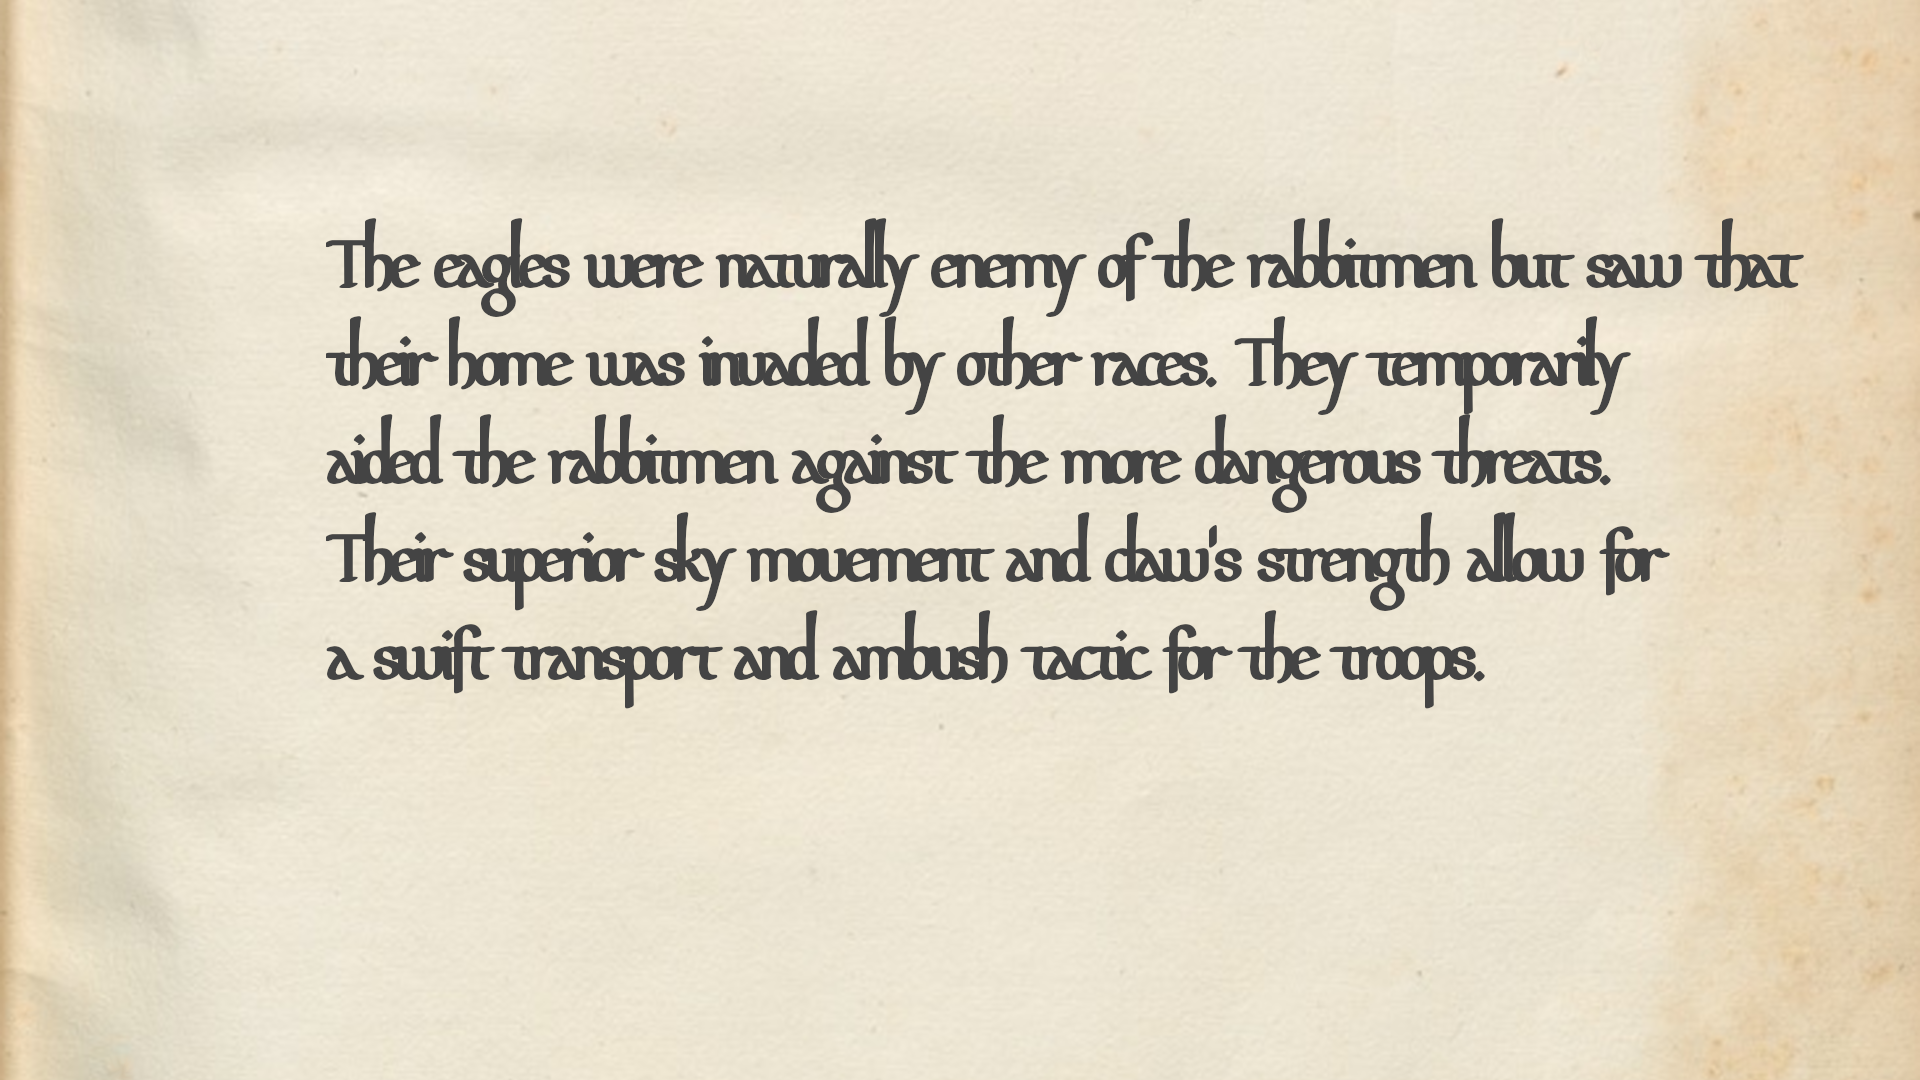 The eagles were naturally enemy of the rabbitmen but saw that
their home was invaded by other races. They temporarily
aided the rabbitmen against the more dangerous threats.
Their superior sky movement and claw's strength allow for
a swift transport and ambush tactic for the troops.